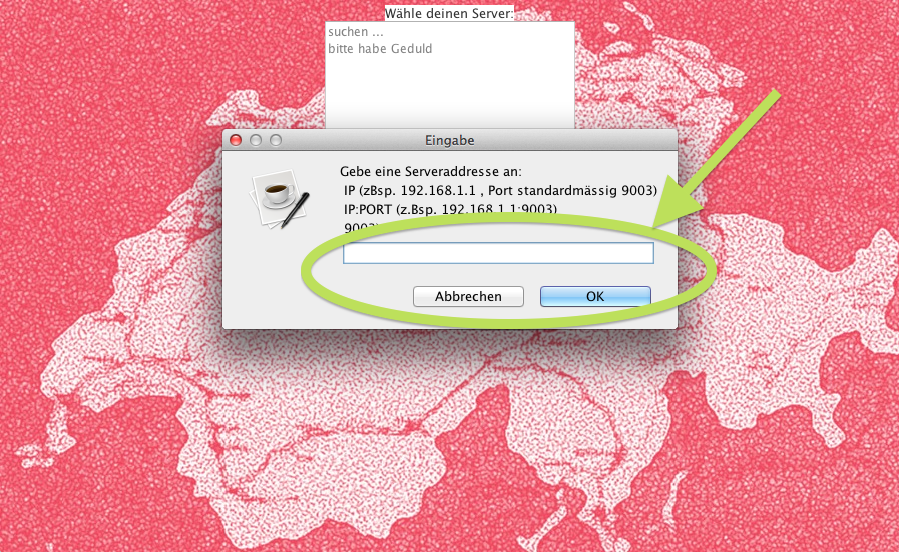 Wähle deinen Server:
suchen ...
bitte habe Geduld
Eingabe
Gebe eine Serveraddresse an:
IP (zBsp. 192.168.1.1 , Port standardmässig 9003)
IP:PORT (z.Bsp. 192.168.1.1:9003)
9003)
Abbrechen
OK